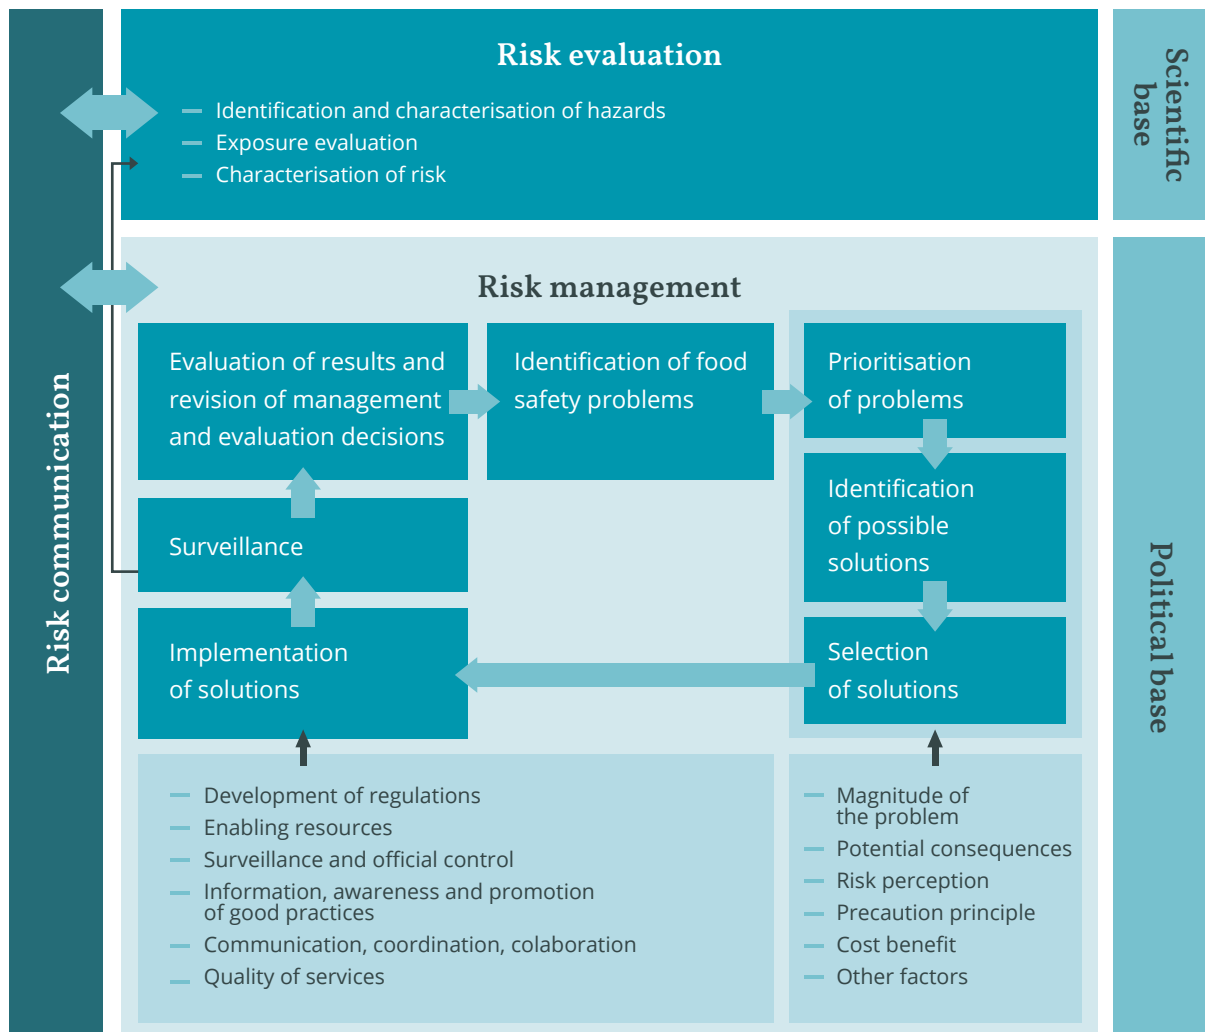 Risk communication
Risk evaluation
Identification and characterisation of hazards
Exposure evaluation
Characterisation of risk
Scientific
base
Risk management
Evaluation of results and
revision of management
and evaluation decisions
Identification of food
safety problems
Prioritisation
of problems
Identification
of possible
solutions
Surveillance
Implementation
of solutions
Selection
of solutions
Development of regulations
Enabling resources
Surveillance and official control
Information, awareness and promotion
of good practices
Communication, coordination, colaboration
Quality of services
Magnitude of
the problem
Potential consequences
Risk perception
Precaution principle
Cost benefit
Other factors
Political base